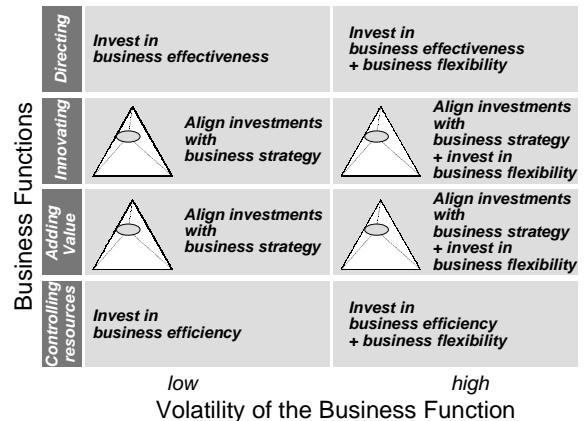 Business Functions
Directing
Invest in
business effectiveness
Invest in
business effectiveness
+ business flexibility
Innovating
Align investments
with
business strategy
Align investments
with
business strategy
+ invest in
business flexibility
Adding
Value
Align investments
with
business strategy
Align investments
with
business strategy
+ invest in
business flexibility
Controlling
resources
Invest in
business efficiency
Invest in
business efficiency
+ business flexibility
low
high
Volatility of the Business Function